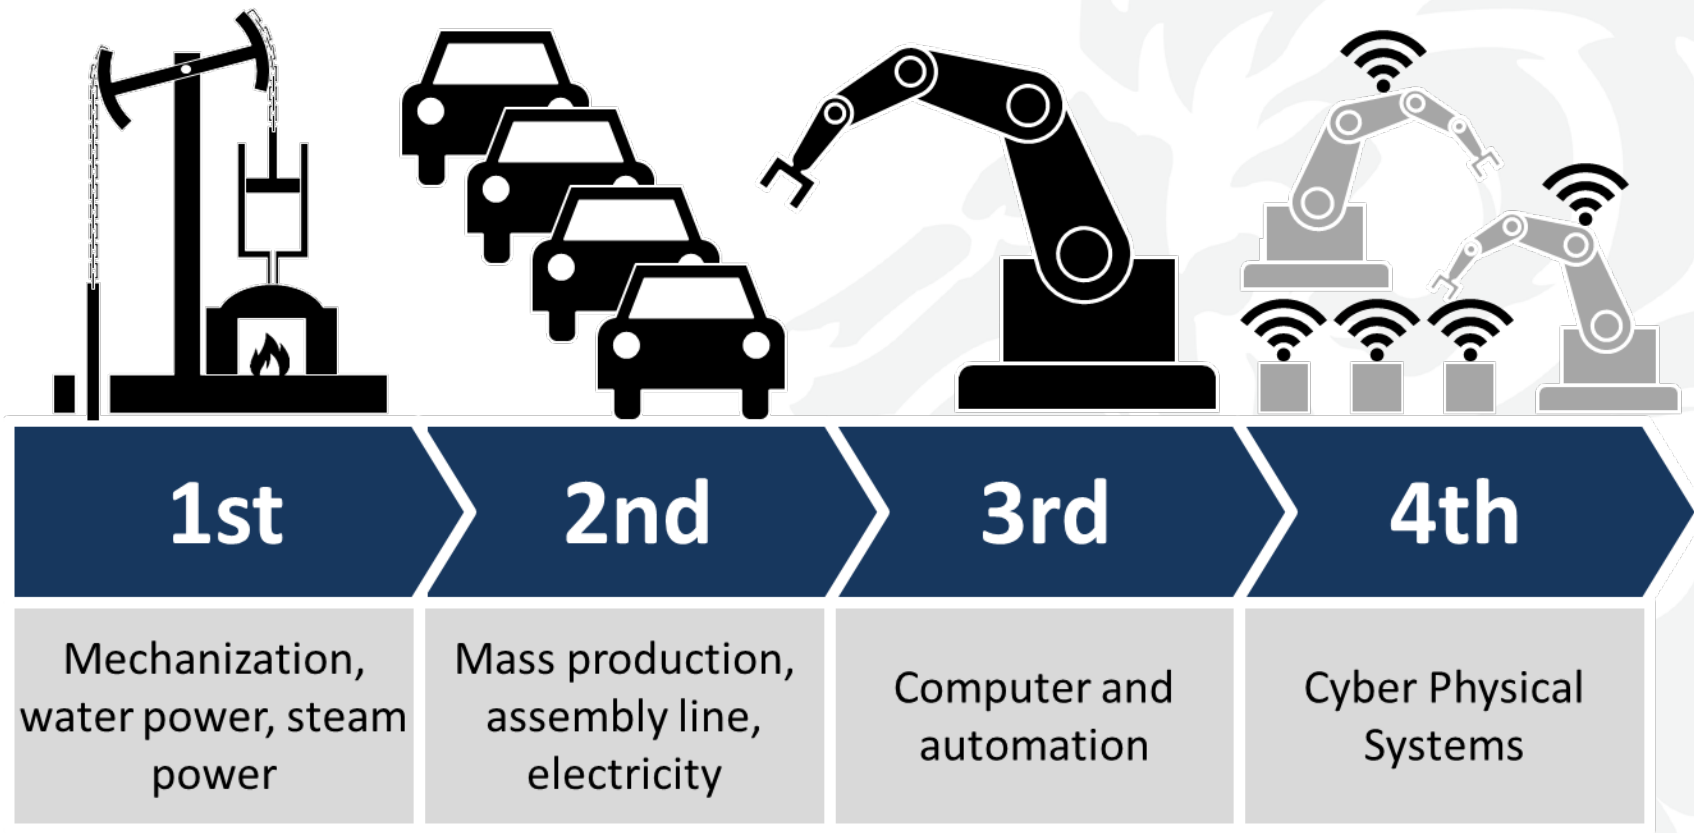 1st
2nd
3rd
4th
Mechanization,
water power, steam
power
Mass production,
assembly line,
electricity
Computer and
automation
Cyber Physical
Systems